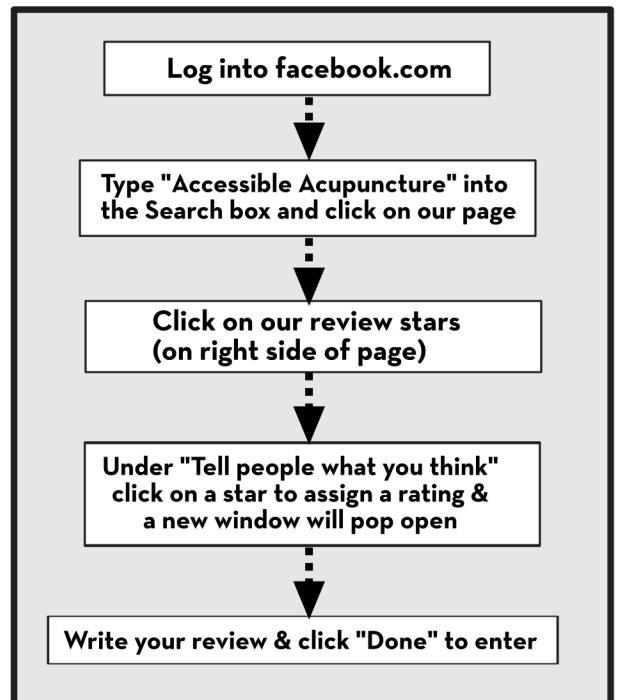 Log into facebook.com
Type "Accessible Acupuncture" into
the Search box and click on our page
Click on our review stars
(on right side of page)
Under "Tell people what you think"
click on a star to assign a rating &
a new window will pop open
Write your review & click "Done" to enter